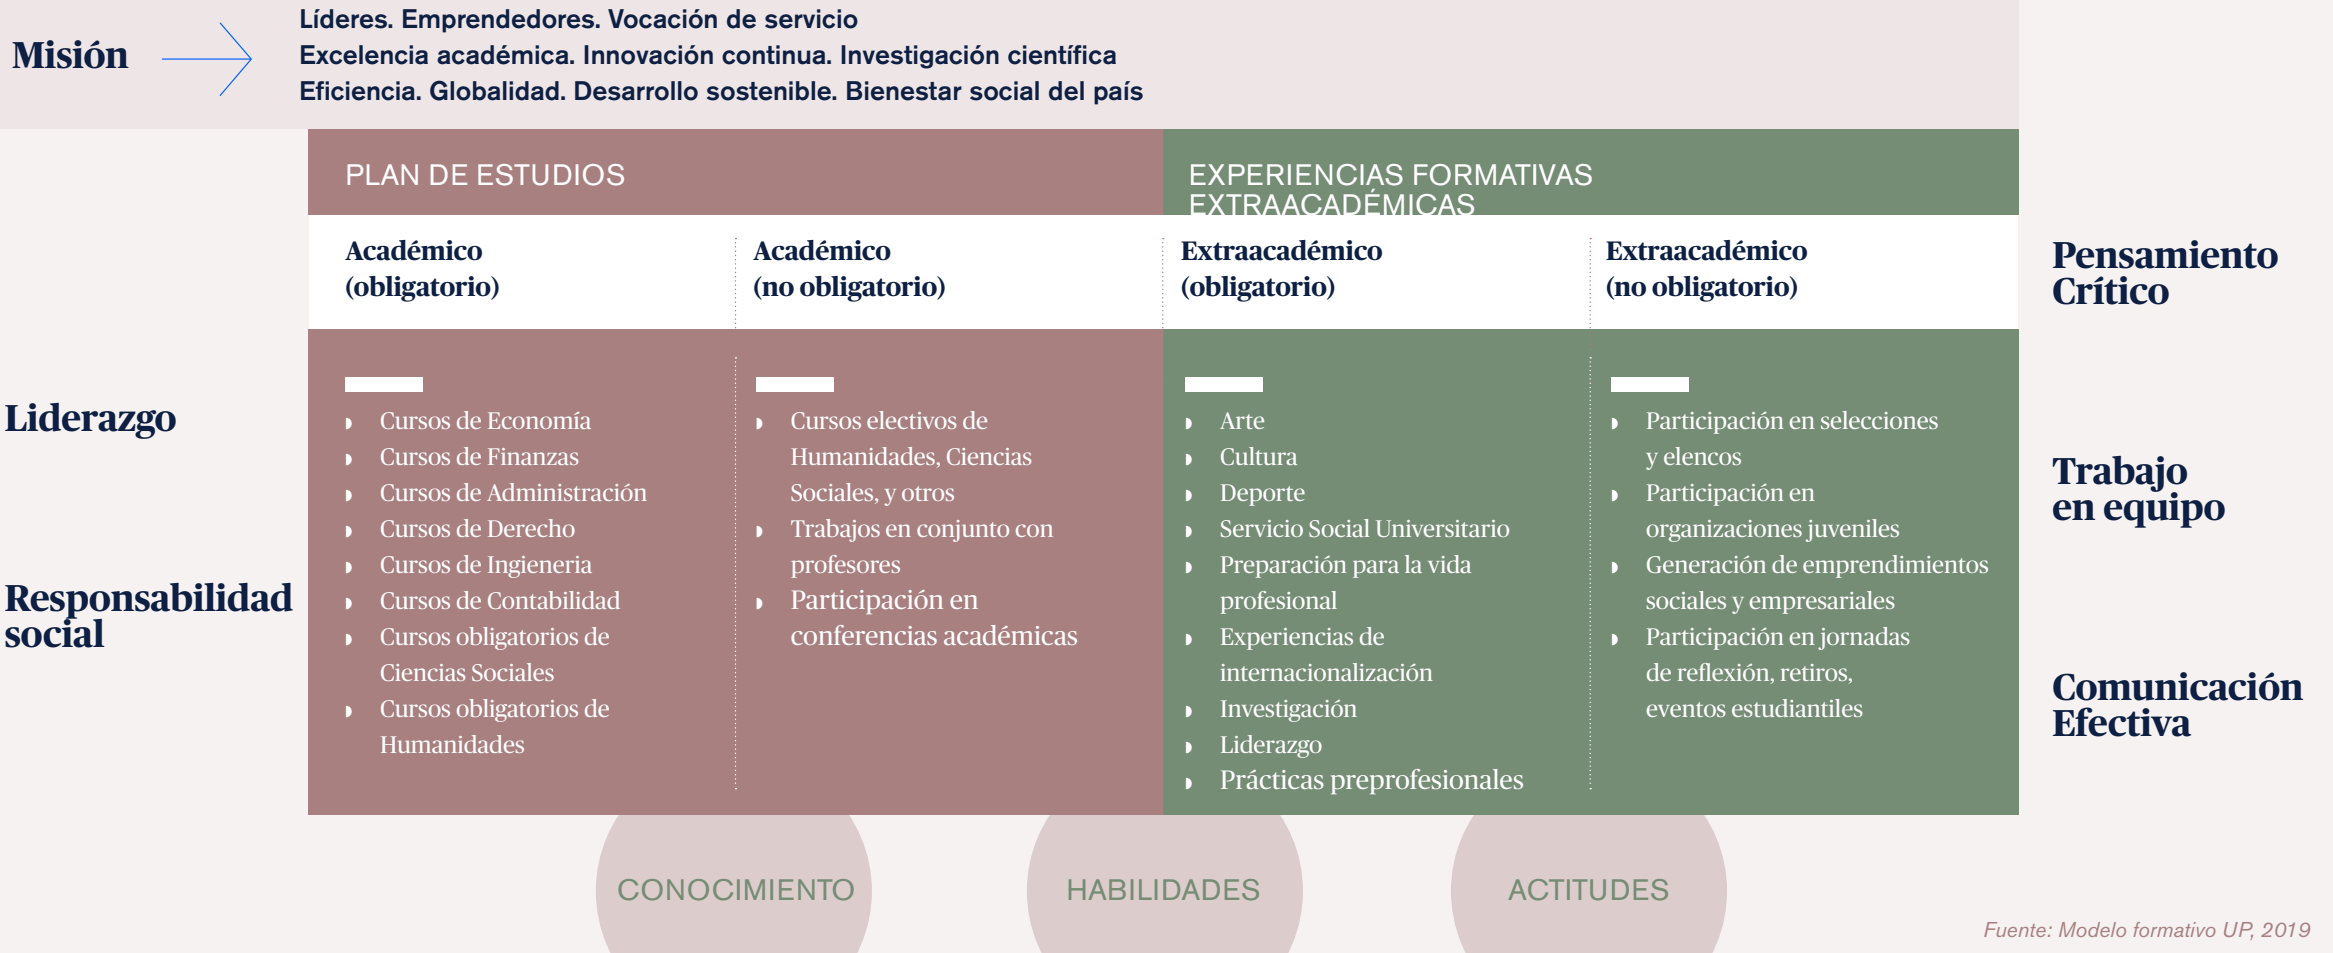 Misión
Líderes. Emprendedores. Vocación de servicio
Excelencia académica. Innovación continua. Investigación científica
Eficiencia. Globalidad. Desarrollo sostenible. Bienestar social del país
PLAN DE ESTUDIOS
EXPERIENCIAS FORMATIVAS
EXTRAACADÉMICAS
Académico
(obligatorio)
Académico
(no obligatorio)
Extraacadémico
(obligatorio)
Extraacadémico
(no obligatorio)
Liderazgo
Responsabilidad
social
Cursos de Economía
Cursos de Finanzas
Cursos de Administración
Cursos de Derecho
Cursos de Ingieneria
Cursos de Contabilidad
Cursos obligatorios de
Ciencias Sociales
Cursos obligatorios de
Humanidades
Cursos electivos de
Humanidades, Ciencias
Sociales, y otros
Trabajos en conjunto con
profesores
Participación en
conferencias académicas
Arte
Cultura
Deporte
Servicio Social Universitario
Preparación para la vida
profesional
Experiencias de
internacionalización
Investigación
Liderazgo
Prácticas preprofesionales
Participación en selecciones
y elencos
Participación en
organizaciones juveniles
Generación de emprendimientos
sociales y empresariales
Participación en jornadas
de reflexión, retiros,
eventos estudiantiles
Pensamiento
Crítico
Trabajo
en equipo
Comunicación
Efectiva
CONOCIMIENTO
HABILIDADES
ACTITUDES
Fuente: Modelo formativo UP, 2019